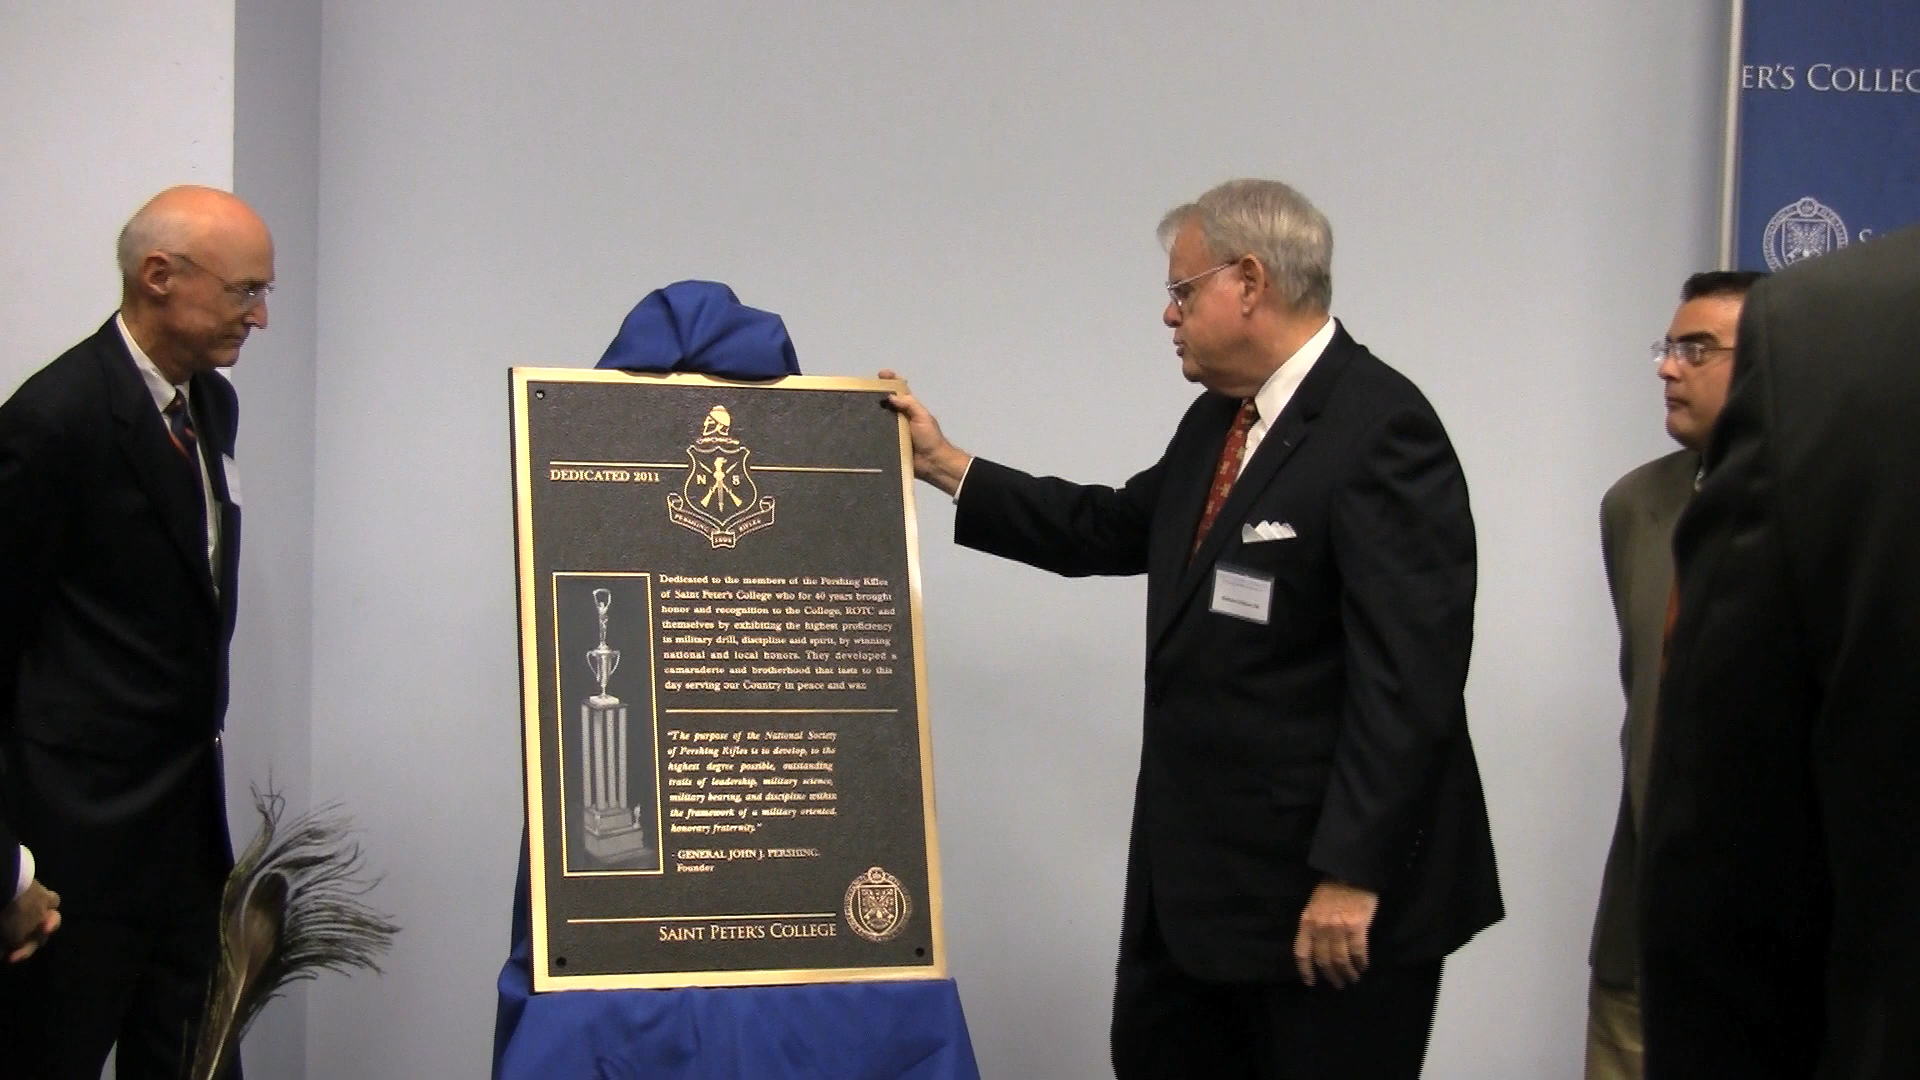 ER'S COLLEG
DEDICATED 2011
N 8
PERSHING RIFLES
Dedicated to the members of the Pershing Rifles
of Saint Peter's College who for 40 years brought
honor and recognition to the College, ROTC and
themselves by exhibiting the highest proficiency
in military drill, discipline and spirit, by winning
national and local honors. They developed a
camaraderie and brotherhood that lasts to this
day serving our Country in peace and war.
"The purpose of the National Society
of Pershing Rifles is to develop, to the
highest degree possible, outstanding
traits of leadership, military science,
military bearing, and discipline within
the framework of a military oriented,
honorary fraternity."
- GENERAL JOHN J. PERSHING,
Founder
SAINT PETER'S COLLEGE